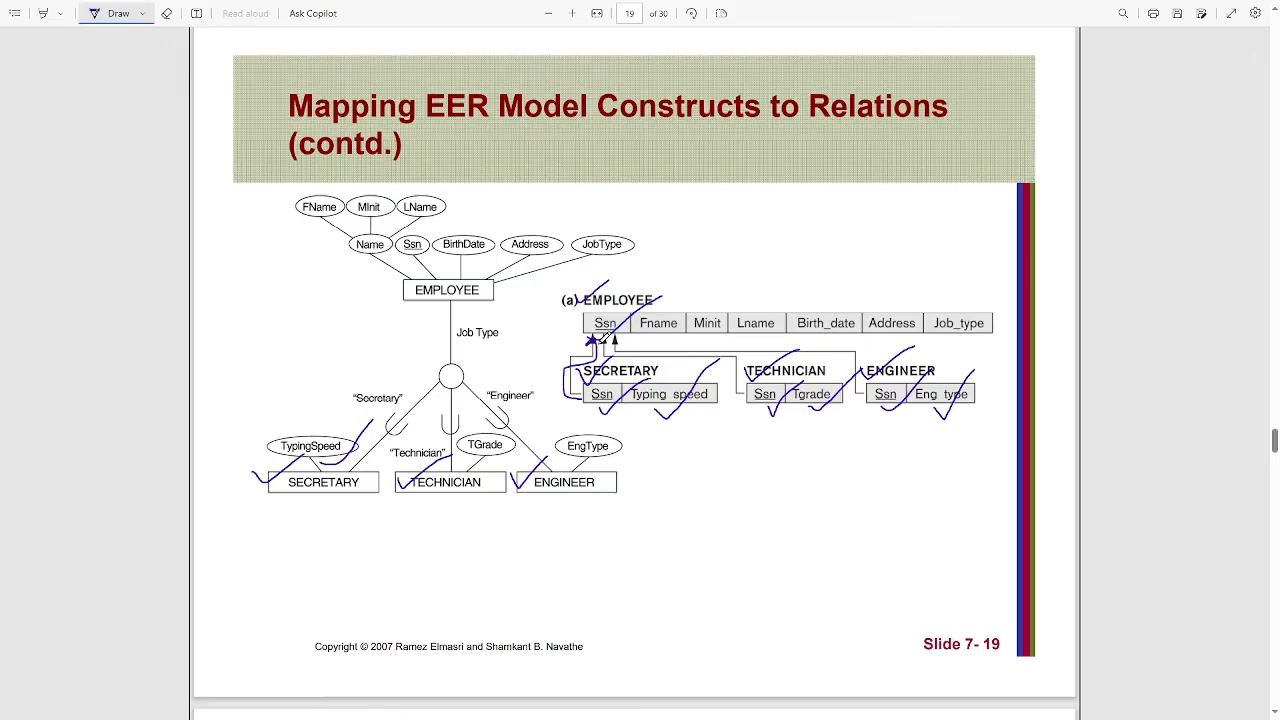 Draw
Read aloud
Ask Copilot
19 of 30
Mapping EER Model Constructs to Relations
(contd.)
FName MInit LName
Name Ssn BirthDate Address JobType
EMPLOYEE
Job Type
"Secretary"
"Engineer"
"Technician"
TypingSpeed TGrade EngType
SECRETARY TECHNICIAN ENGINEER
(a) EMPLOYEE
Ssn Fname Minit Lname Birth_date Address Job_type
SECRETARY TECHNICIAN ENGINEER
Ssn Typing_speed Ssn Tgrade Ssn Eng_type
Copyright © 2007 Ramez Elmasri and Shamkant B. Navathe
Slide 7- 19